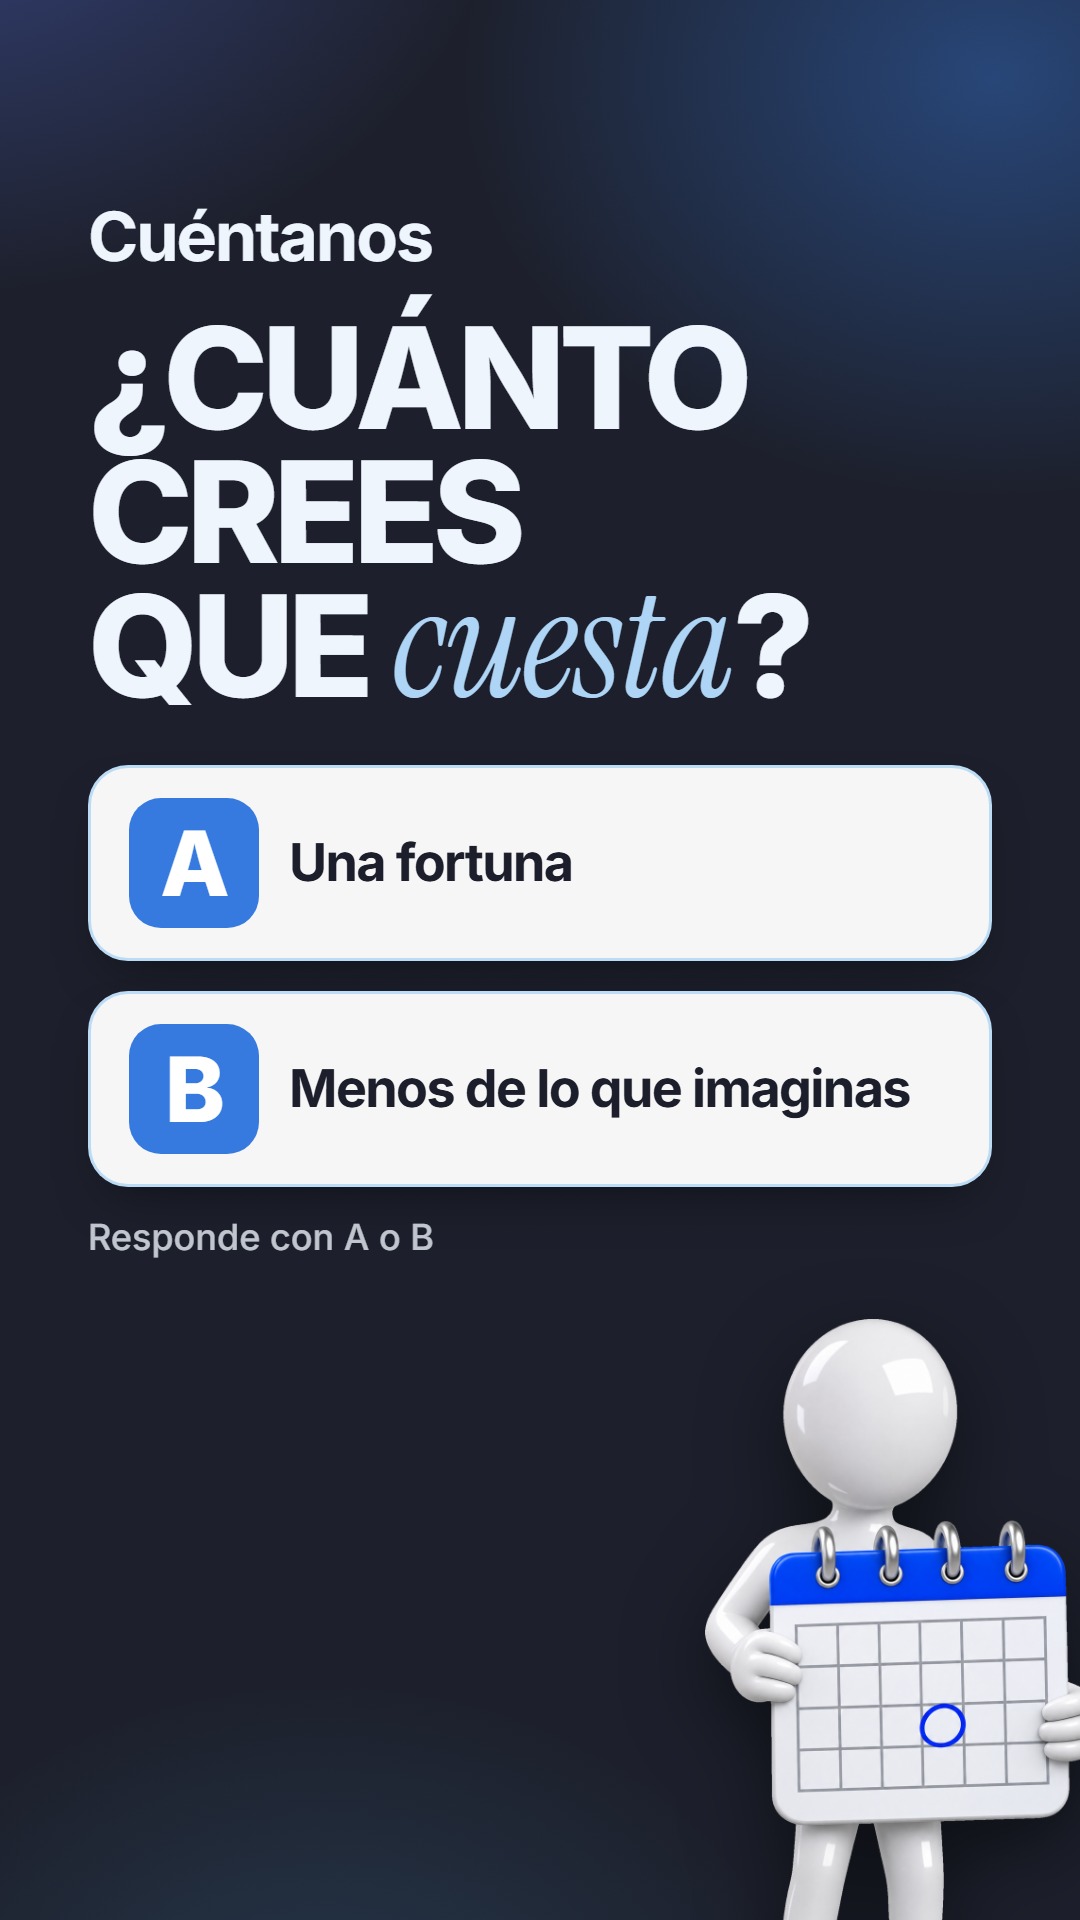 Cuéntanos
¿CUÁNTO
CREES
QUE cuesta?
A Una fortuna
B Menos de lo que imaginas
Responde con A o B